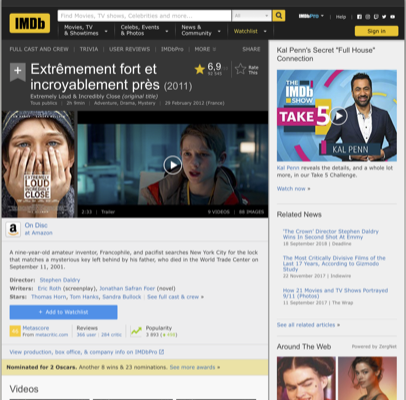 IMDb
Find Movies, TV shows, Celebrities and more...
All
IMDbPro
Help
Movies, TV & Showtimes
Celebs, Events & Photos
News & Community
Watchlist
Sign in
FULL CAST AND CREW | TRIVIA | USER REVIEWS | IMDbPro | MORE
SHARE
Extrêmement fort et incroyablement près (2011)
6,9
Rate This
Extremely Loud & Incredibly Close (original title)
Tous publics | 2h 9min | Adventure, Drama, Mystery | 29 February 2012 (France)
EXTREMELY LOUD & INCREDIBLY CLOSE
2:33 | Trailer
9 VIDEOS | 88 IMAGES
On Disc
at Amazon
A nine-year-old amateur inventor, Francophile, and pacifist searches New York City for the lock
that matches a mysterious key left behind by his father, who died in the World Trade Center on
September 11, 2001.
Director: Stephen Daldry
Writers: Eric Roth (screenplay), Jonathan Safran Foer (novel)
Stars: Thomas Horn, Tom Hanks, Sandra Bullock | See full cast & crew »
+ Add to Watchlist
Metascore
From metacritic.com
Reviews
user | critic
Popularity
View production, box office, & company info on IMDbPro
Nominated for 2 Oscars. Another 8 wins & 23 nominations. See more awards »
Videos
Kal Penn's Secret "Full House"
Connection
THE IMDb SHOW
TAKE 5
KAL PENN
Kal Penn reveals the details, and a whole lot
more, in our Take 5 Challenge.
Watch now »
Related News
'The Crown' Director Stephen Daldry
Wins In Second Shot At Emmy
18 September 2018 | Deadline
The Most Critically Divisive Films of the
Last 17 Years, According to Gizmodo
Study
22 November 2017 | Indiewire
How 21 Movies and TV Shows Portrayed
9/11 (Photos)
11 September 2017 | The Wrap
See all related articles »
Around The Web
Powered by ZergNet